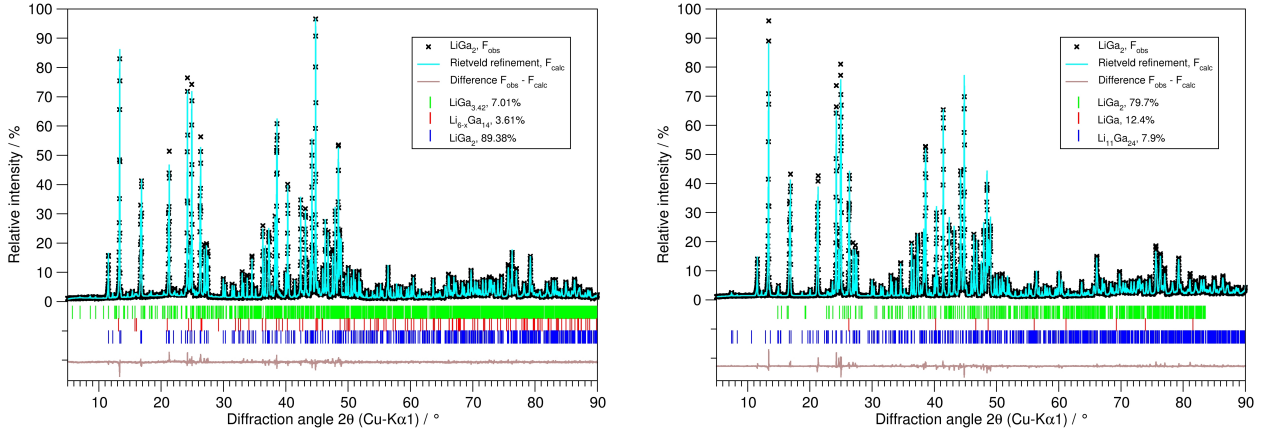 100
90
80
70
60
50
40
30
20
10
0
Relative intensity / %
LiGa2, Fobs
Rietveld refinement, Fcalc
Difference Fobs - Fcalc
LiGa3.42, 7.01%
Li6-xGa14, 3.61%
LiGa2, 89.38%
10 20 30 40 50 60 70 80 90
Diffraction angle 2θ (Cu-Kα1) / °
100
90
80
70
60
50
40
30
20
10
0
Relative intensity / %
LiGa2, Fobs
Rietveld refinement, Fcalc
Difference Fobs - Fcalc
LiGa2, 79.7%
LiGa, 12.4%
Li11Ga24, 7.9%
10 20 30 40 50 60 70 80 90
Diffraction angle 2θ (Cu-Kα1) / °